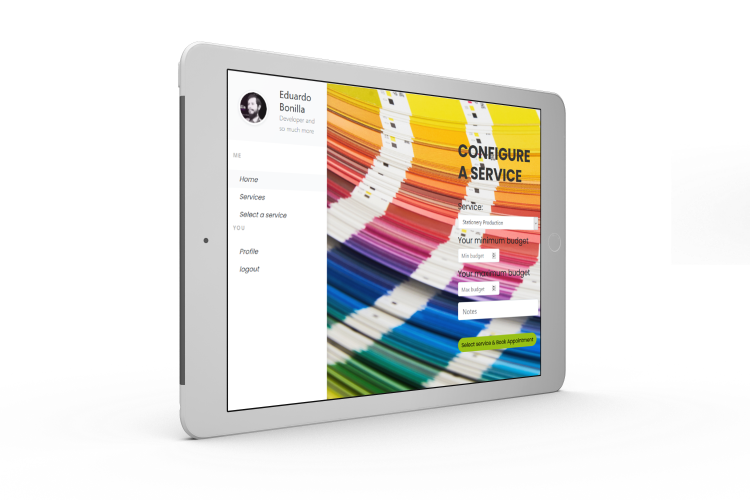 Eduardo
Bonilla
Developer and
so much more
ME
Home
Services
Select a service
YOU
Profile
logout
CONFIGURE
A SERVICE
Service:
Stationery Production
Your minimum budget
Min budget
Your maximum budget
Max budget
Notes
Select service & Book Appointment